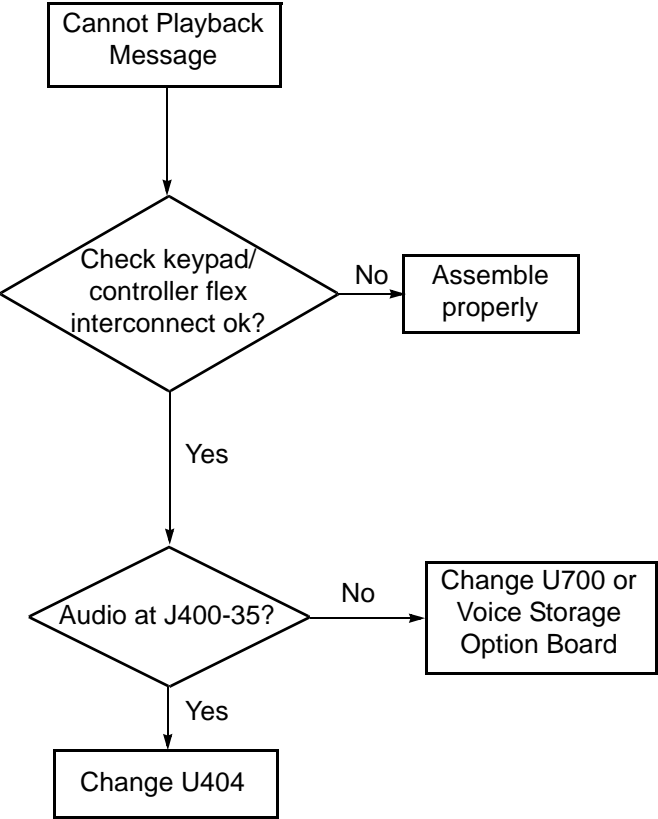 Cannot Playback
Message
Check keypad/
controller flex
interconnect ok?
No
Assemble
properly
Yes
Audio at J400-35?
No
Change U700 or
Voice Storage
Option Board
Yes
Change U404